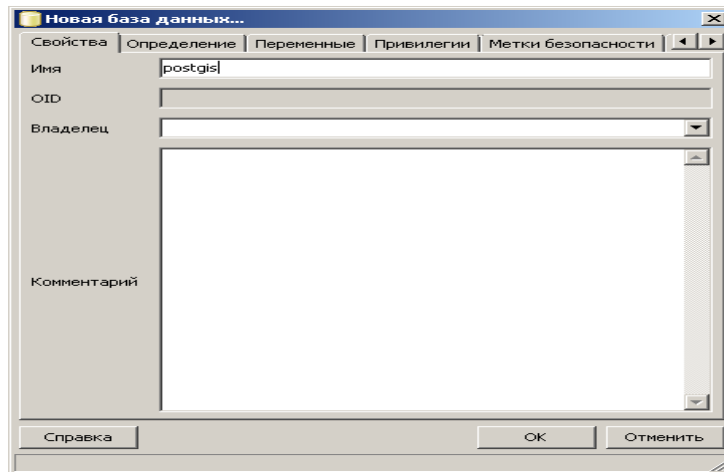 Новая база данных...
Свойства Определение Переменные Привилегии Метки безопасности
Имя postgis
OID
Владелец
Комментарий
Справка OK Отменить